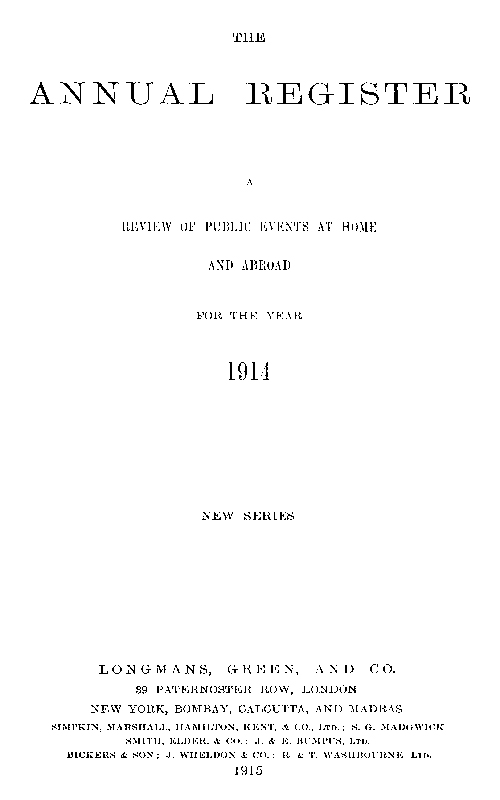 THE
ANNUAL REGISTER
A
REVIEW OF PUBLIC EVENTS AT HOME
AND ABROAD
FOR THE YEAR
1914
NEW SERIES
LONGMANS, GREEN, AND CO.
39 PATERNOSTER ROW, LONDON
NEW YORK, BOMBAY, CALCUTTA, AND MADRAS
SIMPKIN, MARSHALL, HAMILTON, KENT, & CO., LTD.; S. G. MADGWICK
SMITH, ELDER, & CO.; J. & E. BUMPUS, LTD.
BICKERS & SON; J. WHELDON & CO.; R. & T. WASHBOURNE, LTD.
1915